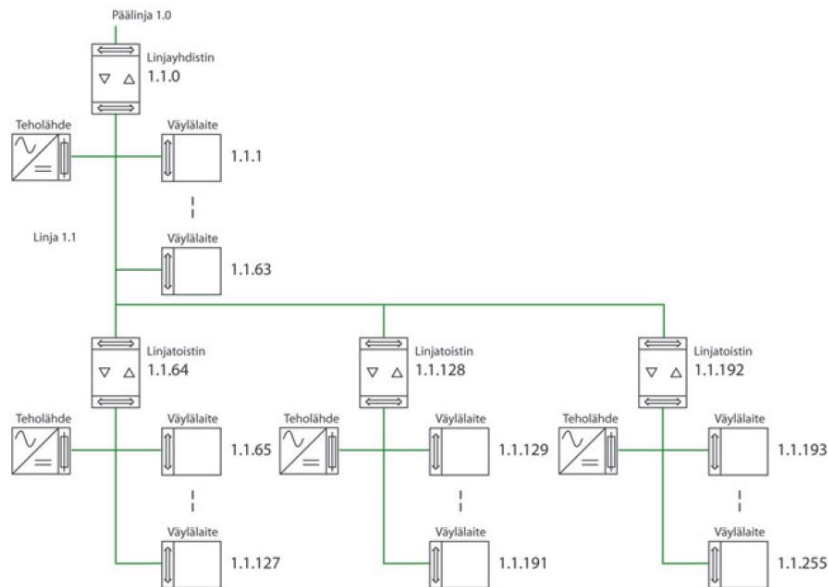 Päälinja 1.0
Linjayhdistin
1.1.0
Teholähde
Väylälaite
1.1.1
Linja 1.1
Väylälaite
1.1.63
Linjatoistin
1.1.64
Linjatoistin
1.1.128
Linjatoistin
1.1.192
Teholähde
Väylälaite
1.1.65
Teholähde
Väylälaite
1.1.129
Teholähde
Väylälaite
1.1.193
Väylälaite
1.1.127
Väylälaite
1.1.191
Väylälaite
1.1.255